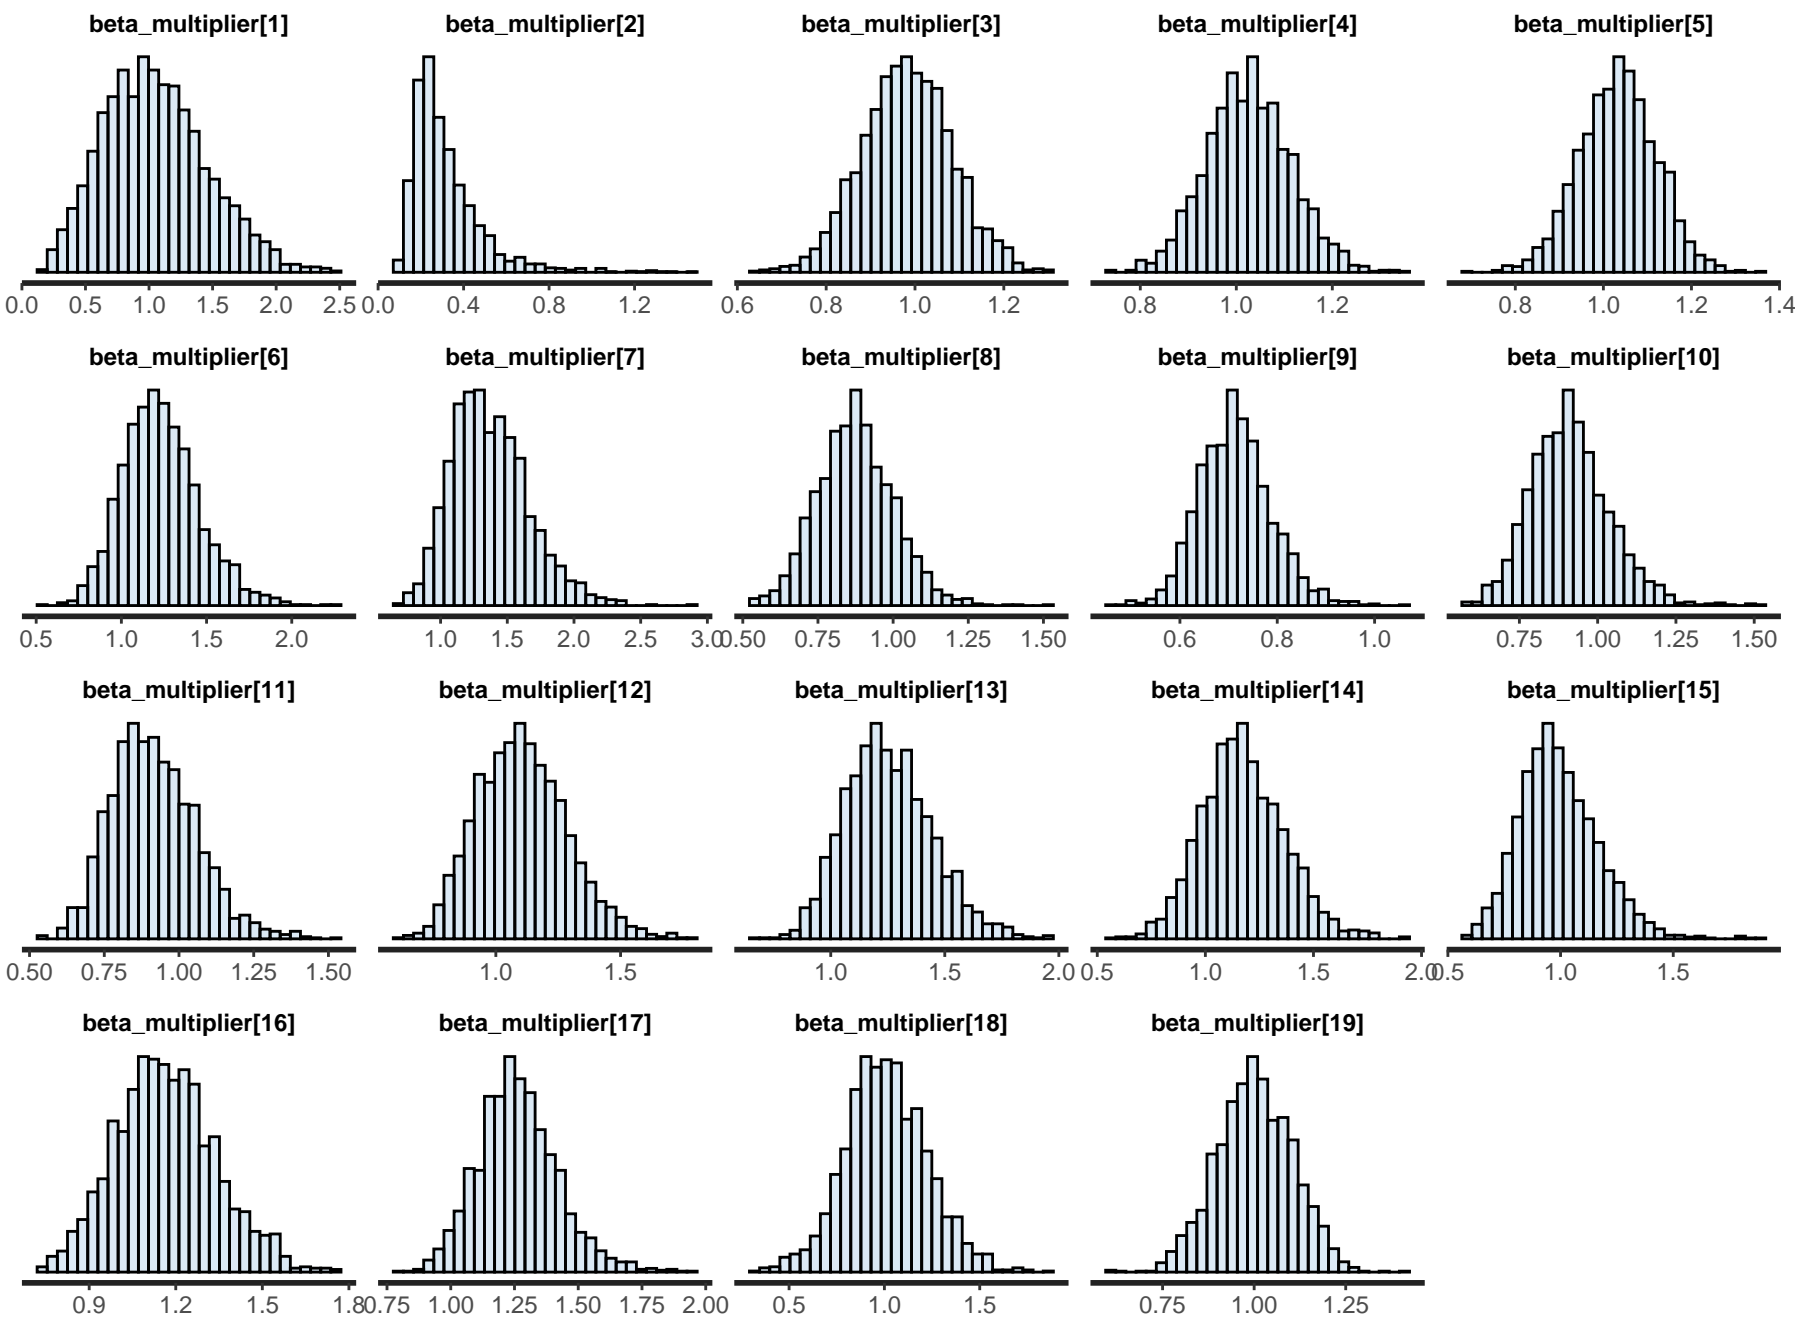 beta_multiplier[1] beta_multiplier[2] beta_multiplier[3] beta_multiplier[4] beta_multiplier[5]
0.0 0.5 1.0 1.5 2.0 2.5 0.0 0.4 0.8 1.2 0.6 0.8 1.0 1.2 0.8 1.0 1.2 0.8 1.0 1.2 1.4
beta_multiplier[6] beta_multiplier[7] beta_multiplier[8] beta_multiplier[9] beta_multiplier[10]
0.5 1.0 1.5 2.0 1.0 1.5 2.0 2.5 3.0 0.50 0.75 1.00 1.25 1.50 0.6 0.8 1.0 0.75 1.00 1.25 1.50
beta_multiplier[11] beta_multiplier[12] beta_multiplier[13] beta_multiplier[14] beta_multiplier[15]
0.50 0.75 1.00 1.25 1.50 1.0 1.5 1.0 1.5 2.0 0.5 1.0 1.5 2.0 0.5 1.0 1.5
beta_multiplier[16] beta_multiplier[17] beta_multiplier[18] beta_multiplier[19]
0.9 1.2 1.5 1.8 0.75 1.00 1.25 1.50 1.75 2.00 0.5 1.0 1.5 0.75 1.00 1.25